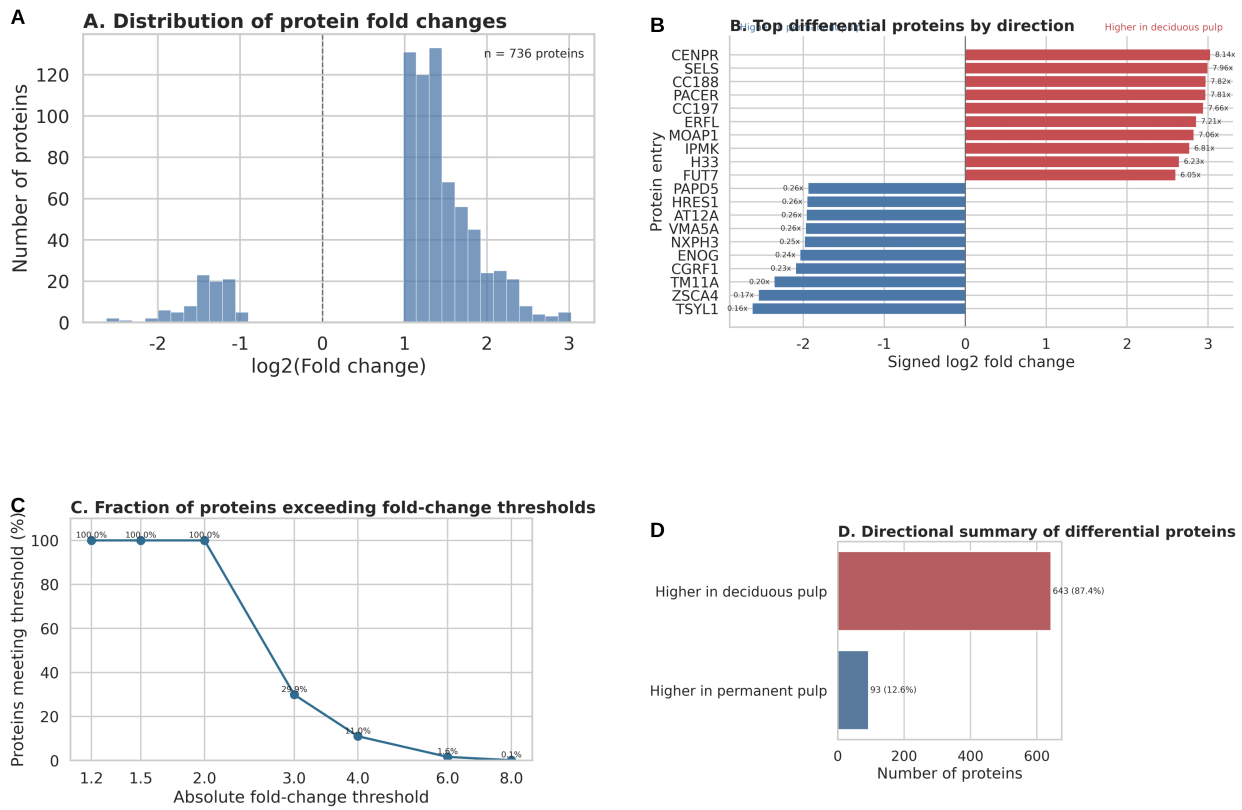 A
A. Distribution of protein fold changes
n = 736 proteins
Number of proteins
120
100
80
60
40
20
0
-2
-1
0
1
2
3
log2(Fold change)
B
B. Top differential proteins by direction
Higher in permanent pulp
Higher in deciduous pulp
Protein entry
CENPR
8.14x
SELS
7.96x
CC188
7.82x
PACER
7.81x
CC197
7.66x
ERFL
7.21x
MOAP1
7.06x
IPMK
6.81x
H33
6.23x
FUT7
6.05x
PAPD5
0.26x
HRES1
0.26x
AT12A
0.26x
VMA5A
0.26x
NXPH3
0.25x
ENOG
0.24x
CGRF1
0.23x
TM11A
0.20x
ZSCA4
0.17x
TSYL1
0.16x
-2
-1
0
1
2
3
Signed log2 fold change
C
C. Fraction of proteins exceeding fold-change thresholds
Proteins meeting threshold (%)
100
80
60
40
20
0
100.0%
100.0%
100.0%
29.9%
11.0%
1.6%
0.1%
1.2
1.5
2.0
3.0
4.0
6.0
8.0
Absolute fold-change threshold
D
D. Directional summary of differential proteins
Higher in deciduous pulp
643 (87.4%)
Higher in permanent pulp
93 (12.6%)
0
200
400
600
Number of proteins